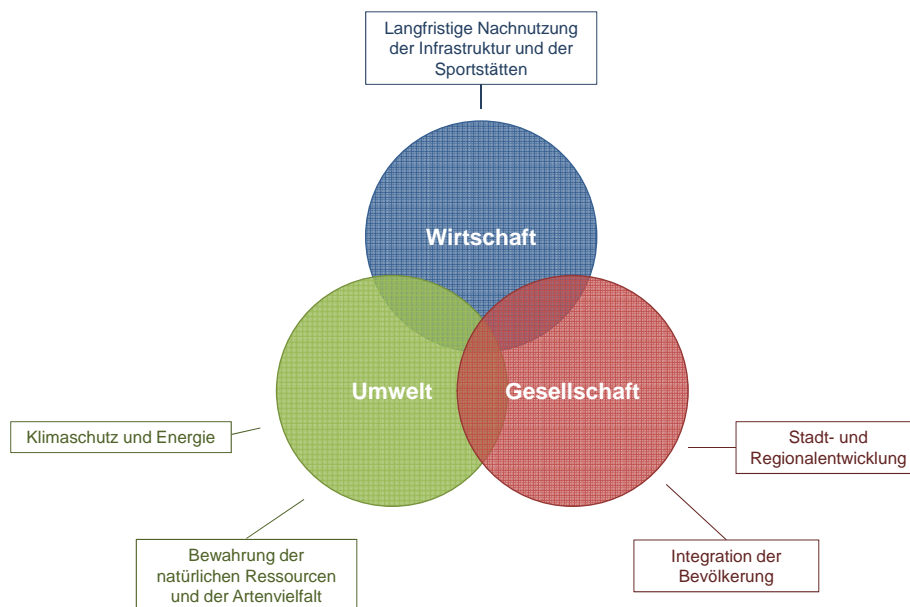 Langfristige Nachnutzung
der Infrastruktur und der
Sportstätten
Wirtschaft
Umwelt
Gesellschaft
Klimaschutz und Energie
Stadt- und
Regionalentwicklung
Bewahrung der
natürlichen Ressourcen
und der Artenvielfalt
Integration der
Bevölkerung